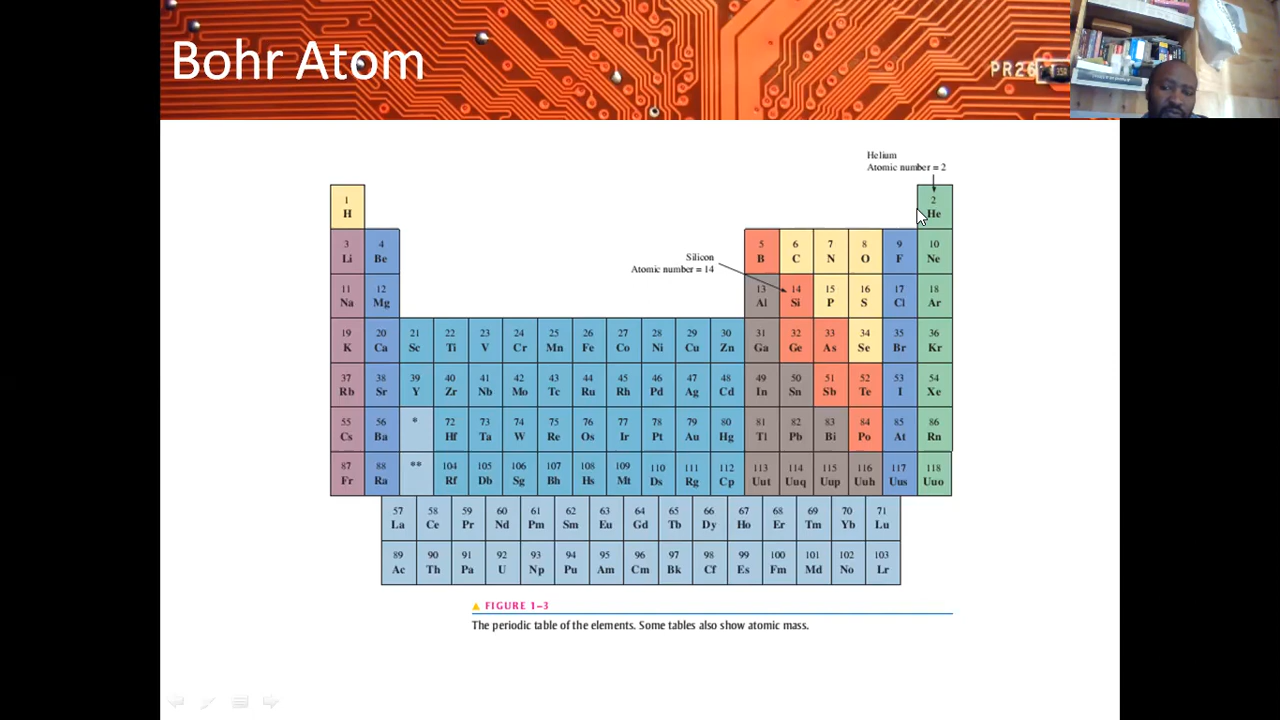 Bohr Atom
PR26
Helium
Atomic number = 2
1 2
H He
3 4 5 6 7 8 9 10
Li Be B C N O F Ne
Silicon
Atomic number = 14
11 12 13 14 15 16 17 18
Na Mg Al Si P S Cl Ar
19 20 21 22 23 24 25 26 27 28 29 30 31 32 33 34 35 36
K Ca Sc Ti V Cr Mn Fe Co Ni Cu Zn Ga Ge As Se Br Kr
37 38 39 40 41 42 43 44 45 46 47 48 49 50 51 52 53 54
Rb Sr Y Zr Nb Mo Tc Ru Rh Pd Ag Cd In Sn Sb Te I Xe
55 56 * 72 73 74 75 76 77 78 79 80 81 82 83 84 85 86
Cs Ba Hf Ta W Re Os Ir Pt Au Hg Tl Pb Bi Po At Rn
87 88 ** 104 105 106 107 108 109 110 111 112 113 114 115 116 117 118
Fr Ra Rf Db Sg Bh Hs Mt Ds Rg Cp Uut Uuq Uup Uuh Uus Uuo
57 58 59 60 61 62 63 64 65 66 67 68 69 70 71
La Ce Pr Nd Pm Sm Eu Gd Tb Dy Ho Er Tm Yb Lu
89 90 91 92 93 94 95 96 97 98 99 100 101 102 103
Ac Th Pa U Np Pu Am Cm Bk Cf Es Fm Md No Lr
▲ FIGURE 1–3
The periodic table of the elements. Some tables also show atomic mass.